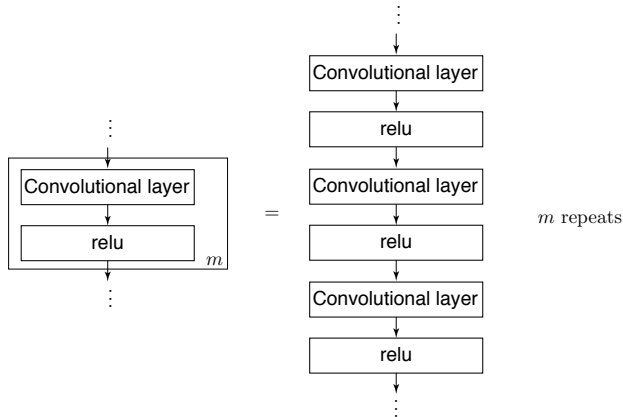 Convolutional layer
relu
m
=
Convolutional layer
relu
Convolutional layer
relu
Convolutional layer
relu
m repeats